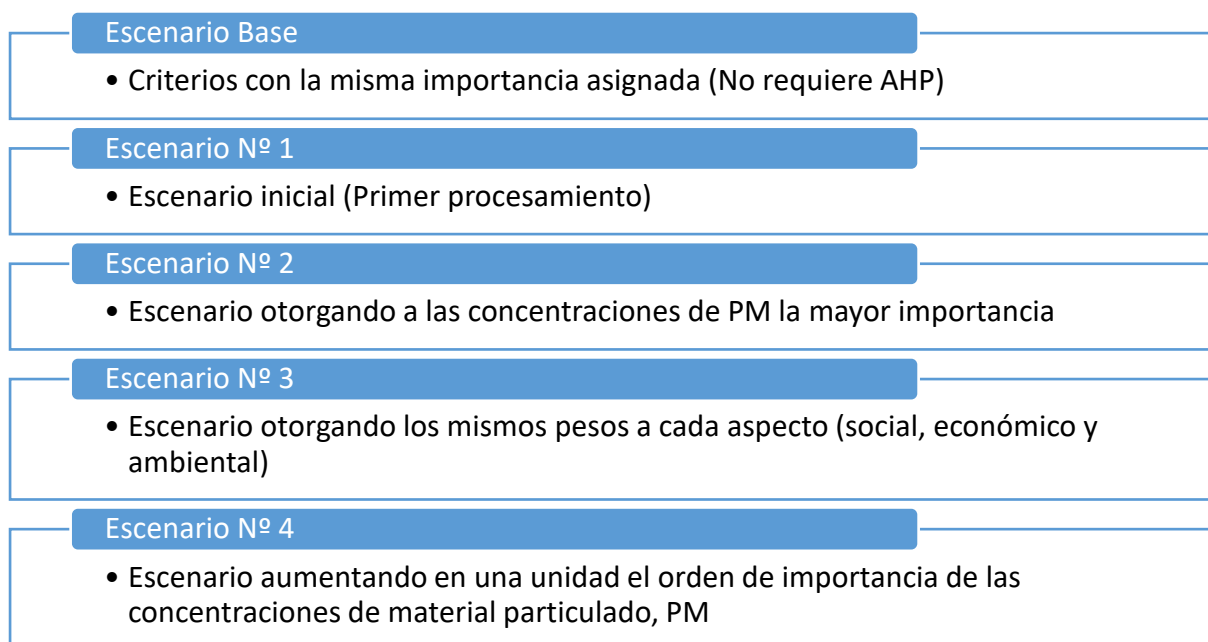 Escenario Base
• Criterios con la misma importancia asignada (No requiere AHP)
Escenario Nº 1
• Escenario inicial (Primer procesamiento)
Escenario Nº 2
• Escenario otorgando a las concentraciones de PM la mayor importancia
Escenario Nº 3
• Escenario otorgando los mismos pesos a cada aspecto (social, económico y
ambiental)
Escenario Nº 4
• Escenario aumentando en una unidad el orden de importancia de las
concentraciones de material particulado, PM